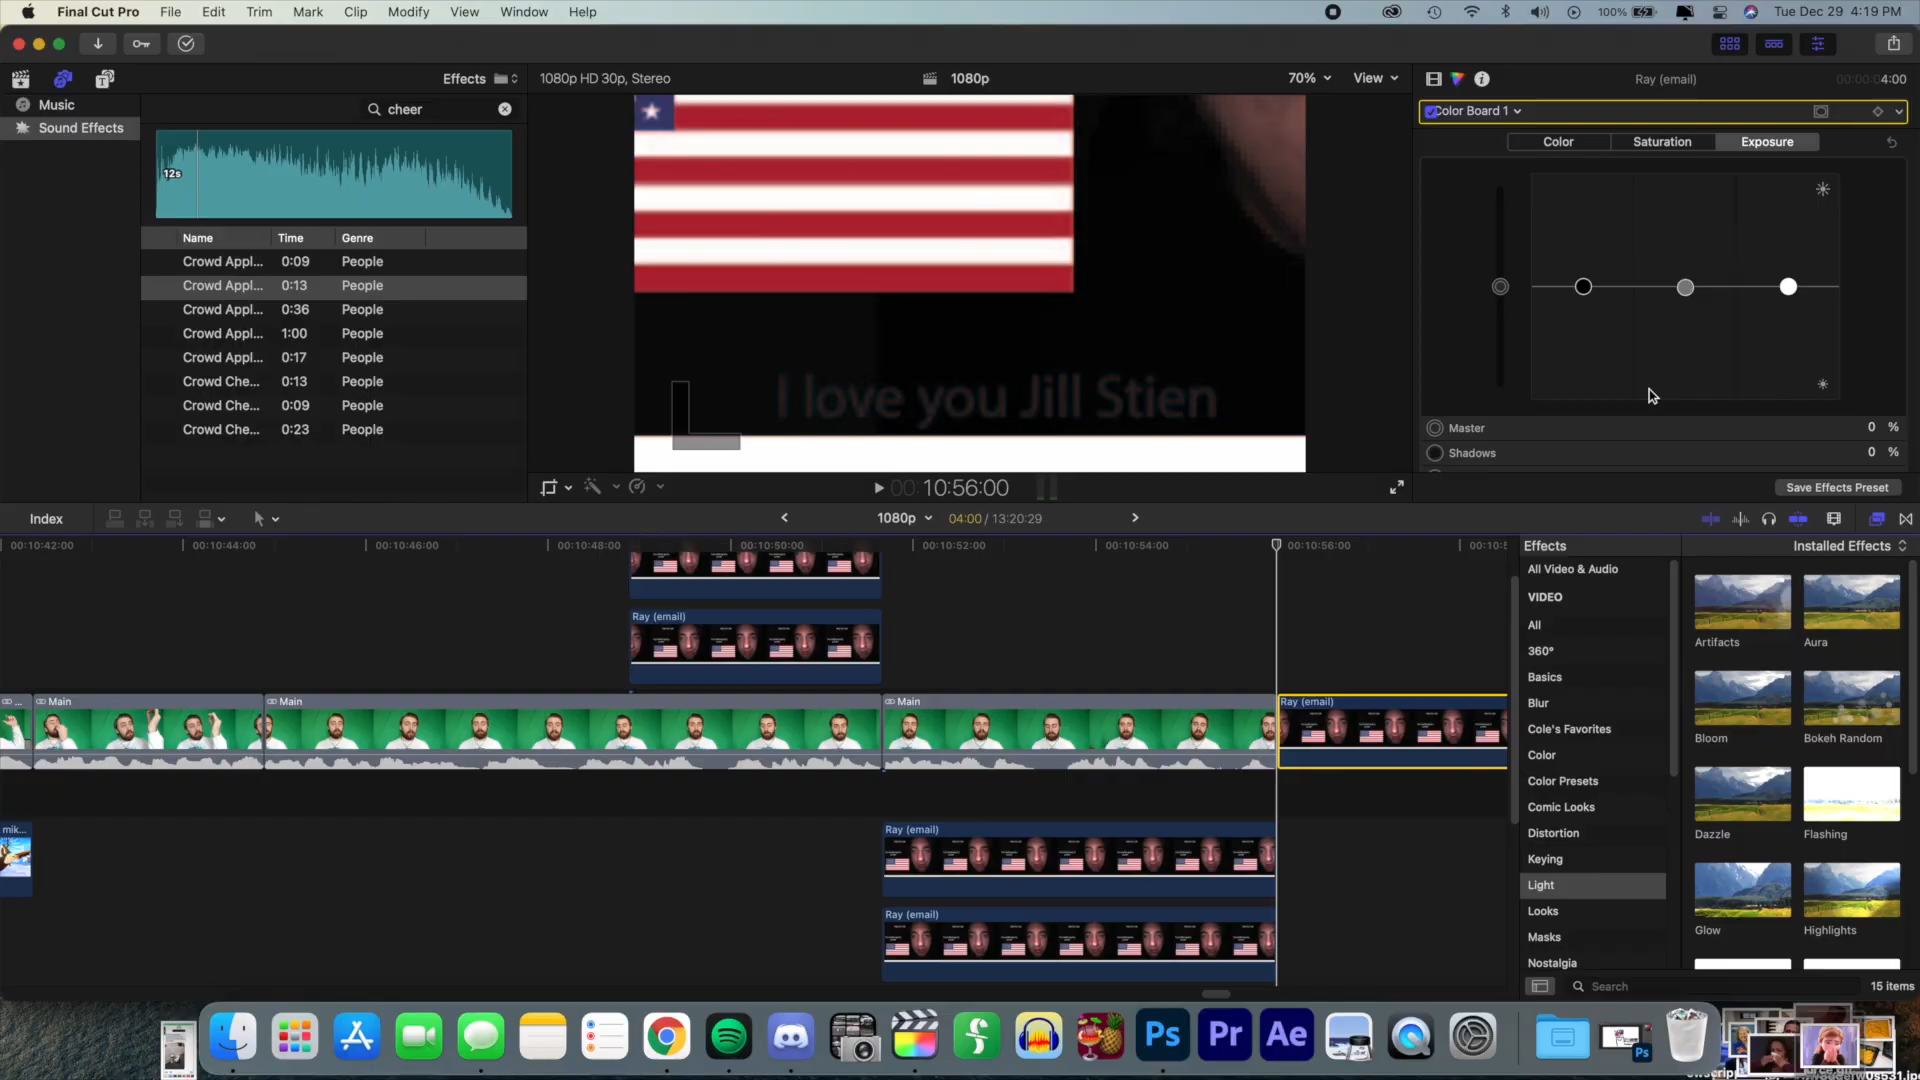 Final Cut Pro File Edit Trim Mark Clip Modify View Window Help
100% Tue Dec 29 4:19 PM
Effects 1080p HD 30p, Stereo 1080p 70% View Ray (email) 00:00:04:00
Music
Sound Effects
cheer
12s
Name Time Genre
Crowd Appl... 0:09 People
Crowd Appl... 0:13 People
Crowd Appl... 0:36 People
Crowd Appl... 1:00 People
Crowd Appl... 0:17 People
Crowd Che... 0:13 People
Crowd Che... 0:09 People
Crowd Che... 0:23 People
I love you Jill Stien
Color Board 1
Color Saturation Exposure
Master 0 %
Shadows 0 %
00:10:56:00
Save Effects Preset
Index 1080p 04:00 / 13:20:29
00:10:42:00 00:10:44:00 00:10:46:00 00:10:48:00 00:10:50:00 00:10:52:00 00:10:54:00 00:10:56:00
Ray (email)
... Main Main Main Ray (email)
mik... Ray (email)
Ray (email)
Effects Installed Effects
All Video & Audio
VIDEO
All
360°
Basics
Blur
Cole's Favorites
Color
Color Presets
Comic Looks
Distortion
Keying
Light
Looks
Masks
Nostalgia
Artifacts Aura
Bloom Bokeh Random
Dazzle Flashing
Glow Highlights
Search 15 items
Ps Pr Ae Ps